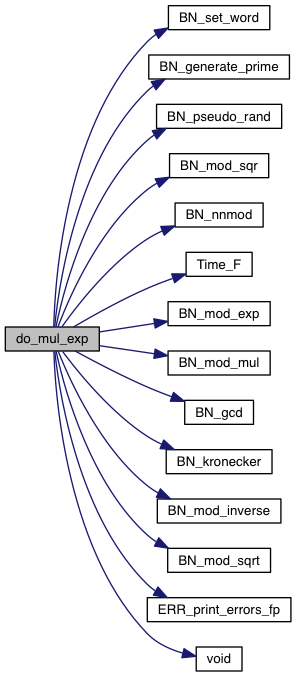 BN_set_word
BN_generate_prime
BN_pseudo_rand
BN_mod_sqr
BN_nnmod
Time_F
BN_mod_exp
do_mul_exp
BN_mod_mul
BN_gcd
BN_kronecker
BN_mod_inverse
BN_mod_sqrt
ERR_print_errors_fp
void